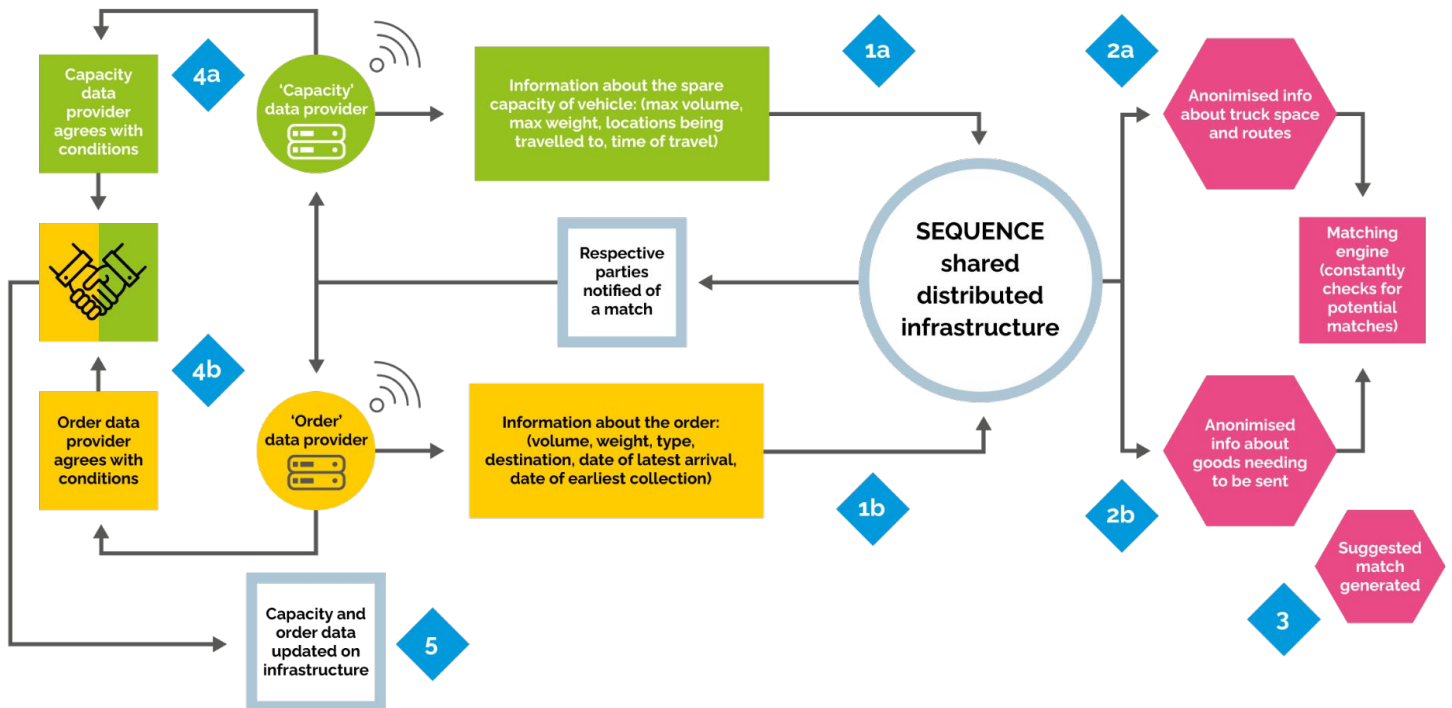 Capacity
data
provider
agrees with
conditions
4a
‘Capacity’
data provider
Information about the spare
capacity of vehicle: (max volume,
max weight, locations being
travelled to, time of travel)
1a
2a
Anonimised info
about truck space
and routes
SEQUENCE
shared
distributed
infrastructure
Respective
parties
notified of
a match
Matching
engine
(constantly
checks for
potential
matches)
4b
Order data
provider
agrees with
conditions
‘Order’
data provider
Information about the order:
(volume, weight, type,
destination, date of latest arrival,
date of earliest collection)
1b
2b
Anonimised
info about
goods needing
to be sent
Suggested
match
generated
3
Capacity and
order data
updated on
infrastructure
5